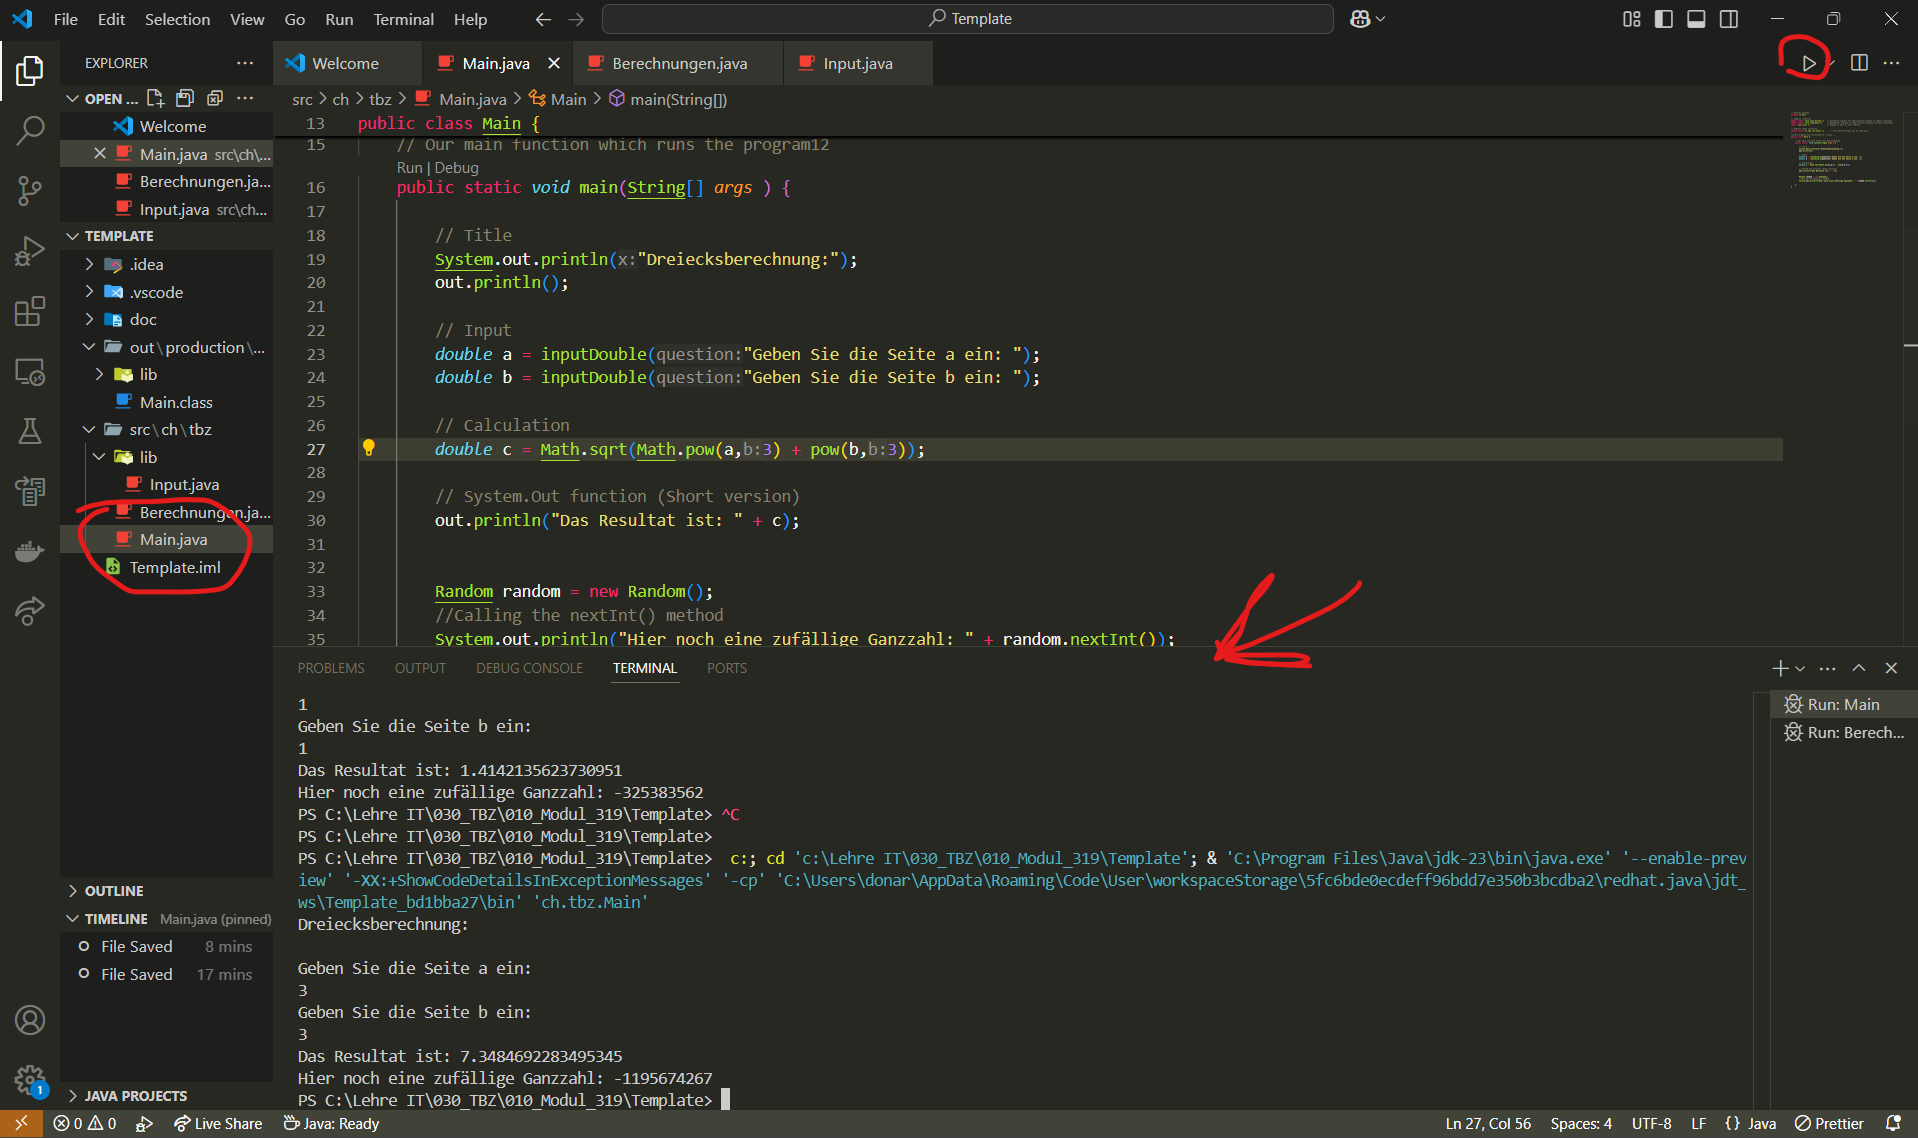 File Edit Selection View Go Run Terminal Help
Template
EXPLORER
OPEN ...
Welcome
Main.java src\ch\...
Berechnungen.ja...
Input.java src\ch...
TEMPLATE
.idea
.vscode
doc
out\production\...
lib
Main.class
src\ch\tbz
lib
Input.java
Berechnungen.ja...
Main.java
Template.iml
OUTLINE
TIMELINE Main.java (pinned)
File Saved 8 mins
File Saved 17 mins
JAVA PROJECTS
Welcome Main.java Berechnungen.java Input.java
src > ch > tbz > Main.java > Main > main(String[])
13 public class Main {
15 // Our main function which runs the program12
Run | Debug
16 public static void main(String[] args ) {
17
18 // Title
19 System.out.println(x:"Dreiecksberechnung:");
20 out.println();
21
22 // Input
23 double a = inputDouble(question:"Geben Sie die Seite a ein: ");
24 double b = inputDouble(question:"Geben Sie die Seite b ein: ");
25
26 // Calculation
27 double c = Math.sqrt(Math.pow(a,b:3) + pow(b,b:3));
28
29 // System.Out function (Short version)
30 out.println("Das Resultat ist: " + c);
31
32
33 Random random = new Random();
34 //Calling the nextInt() method
35 System.out.println("Hier noch eine zufällige Ganzzahl: " + random.nextInt());
PROBLEMS OUTPUT DEBUG CONSOLE TERMINAL PORTS
1
Geben Sie die Seite b ein:
1
Das Resultat ist: 1.4142135623730951
Hier noch eine zufällige Ganzzahl: -325383562
PS C:\Lehre IT\030_TBZ\010_Modul_319\Template> ^C
PS C:\Lehre IT\030_TBZ\010_Modul_319\Template>
PS C:\Lehre IT\030_TBZ\010_Modul_319\Template>  c:; cd 'c:\Lehre IT\030_TBZ\010_Modul_319\Template'; & 'C:\Program Files\Java\jdk-23\bin\java.exe' '--enable-prev
iew' '-XX:+ShowCodeDetailsInExceptionMessages' '-cp' 'C:\Users\donar\AppData\Roaming\Code\User\workspaceStorage\5fc6bde0ecdeff96bdd7e350b3bcdba2\redhat.java\jdt_
ws\Template_bd1bba27\bin' 'ch.tbz.Main'
Dreiecksberechnung:
Geben Sie die Seite a ein:
3
Geben Sie die Seite b ein:
3
Das Resultat ist: 7.3484692283495345
Hier noch eine zufällige Ganzzahl: -1195674267
PS C:\Lehre IT\030_TBZ\010_Modul_319\Template>
Run: Main
Run: Berech...
1
0 0 Live Share Java: Ready Ln 27, Col 56 Spaces: 4 UTF-8 LF {} Java Prettier